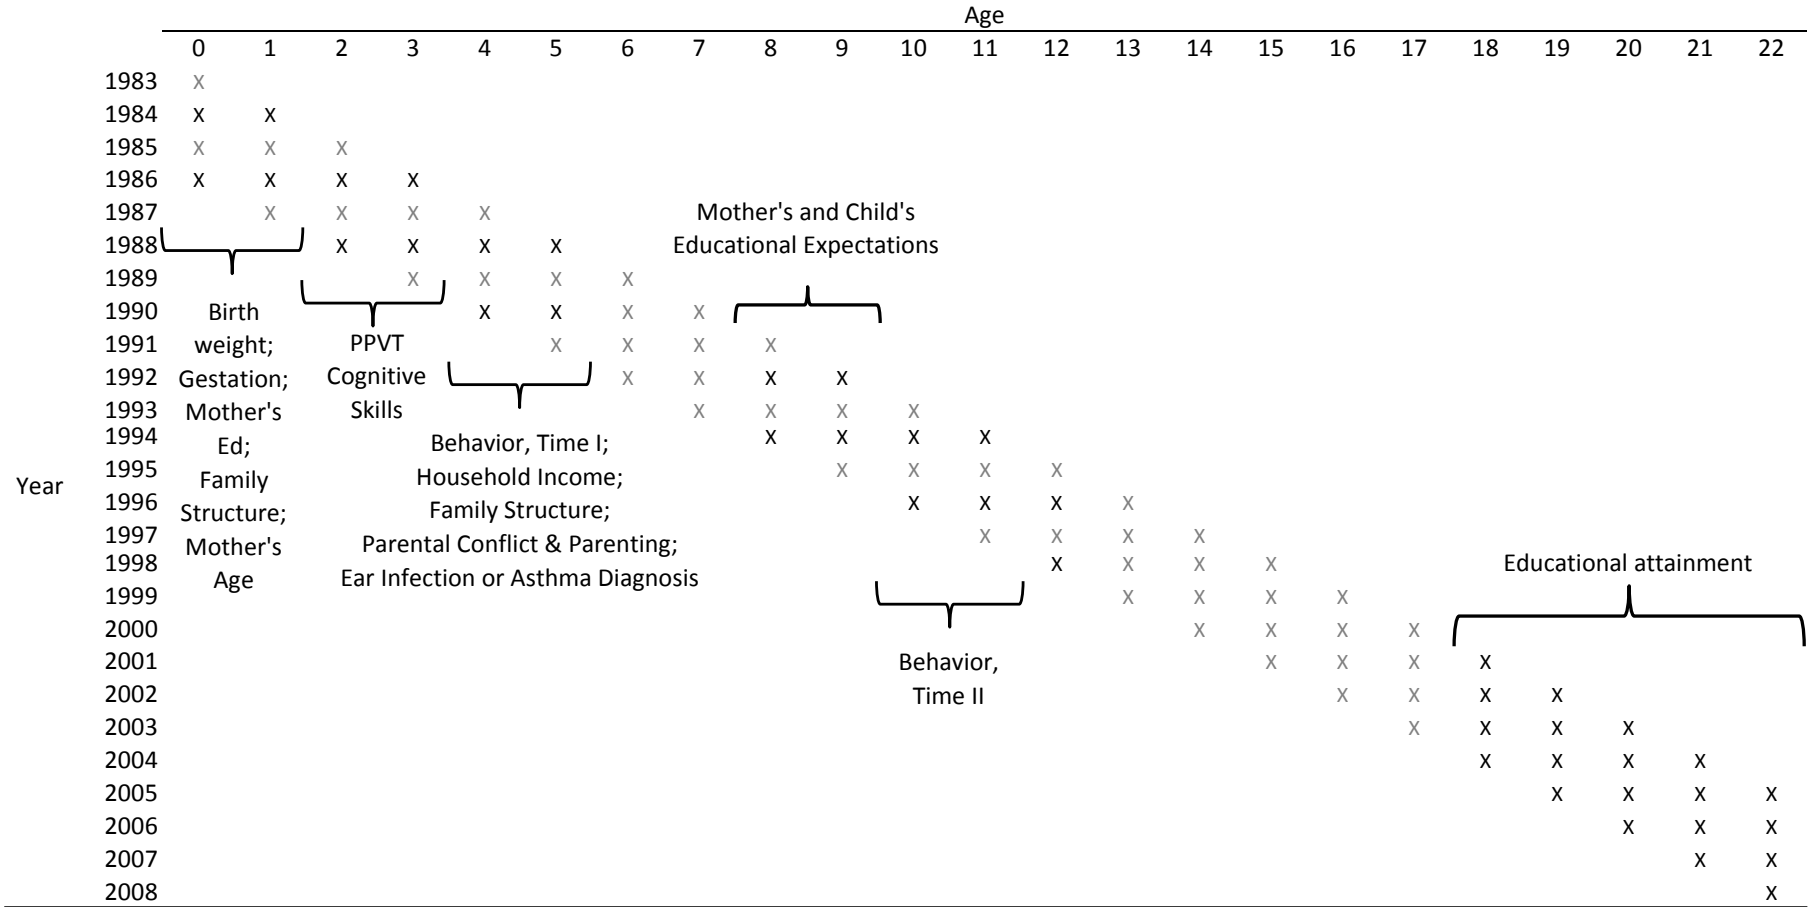 Age
0 1 2 3 4 5 6 7 8 9 10 11 12 13 14 15 16 17 18 19 20 21 22
1983 X
1984 X X
1985 X X X
1986 X X X X
1987 X X X X Mother's and Child's
1988 X X X X Educational Expectations
1989 X X X X
Birth 1990 X X X X
weight; PPVT 1991 X X X X
Gestation; Cognitive 1992 X X X X
Mother's Skills 1993 X X X X
1994 X X X X
Ed; Behavior, Time I;
Family Household Income; 1995 X X X X
Year
Structure; Family Structure; 1996 X X X X
Mother's Parental Conflict & Parenting; 1997 X X X X
Age Ear Infection or Asthma Diagnosis 1998 X X X X Educational attainment
1999 X X X X
2000 X X X X
2001 Behavior, X X X X
2002 Time II X X X X
2003 X X X X
2004 X X X X
2005 X X X X
2006 X X X
2007 X X
2008 X